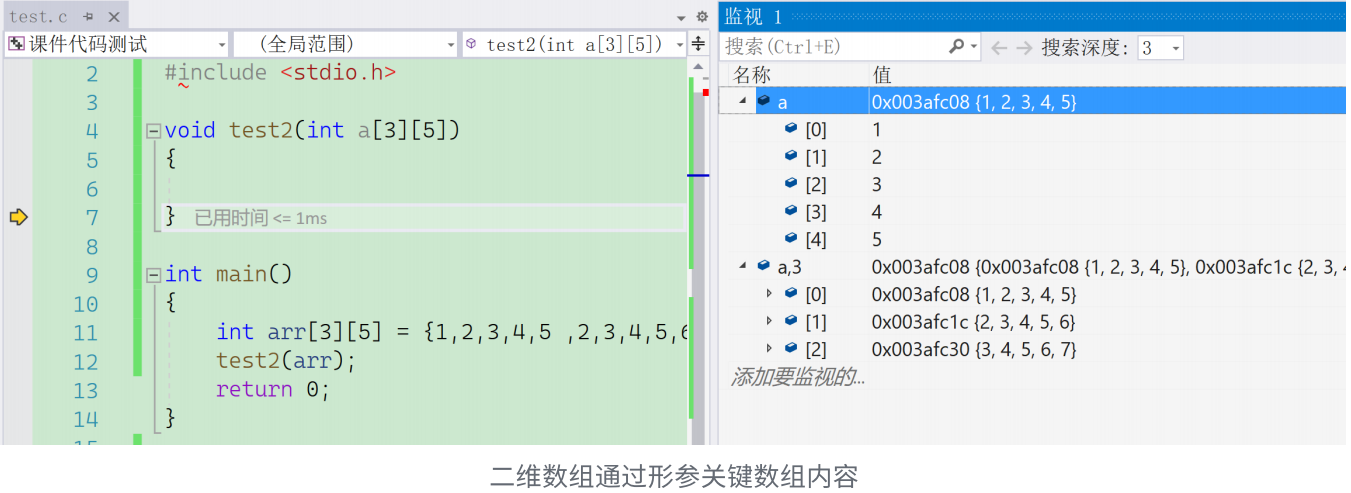 test.c
课件代码测试 (全局范围) test2(int a[3][5])
2 #include <stdio.h>
3
4 void test2(int a[3][5])
5 {
6
7 } 已用时间 <= 1ms
8
9 int main()
10 {
11 int arr[3][5] = {1,2,3,4,5 ,2,3,4,5,6
12 test2(arr);
13 return 0;
14 }
15
监视 1
搜索(Ctrl+E) 搜索深度: 3
名称 值
a 0x003afc08 {1, 2, 3, 4, 5}
[0] 1
[1] 2
[2] 3
[3] 4
[4] 5
a,3 0x003afc08 {0x003afc08 {1, 2, 3, 4, 5}, 0x003afc1c {2, 3, 4
[0] 0x003afc08 {1, 2, 3, 4, 5}
[1] 0x003afc1c {2, 3, 4, 5, 6}
[2] 0x003afc30 {3, 4, 5, 6, 7}
添加要监视的...
二维数组通过形参关键数组内容